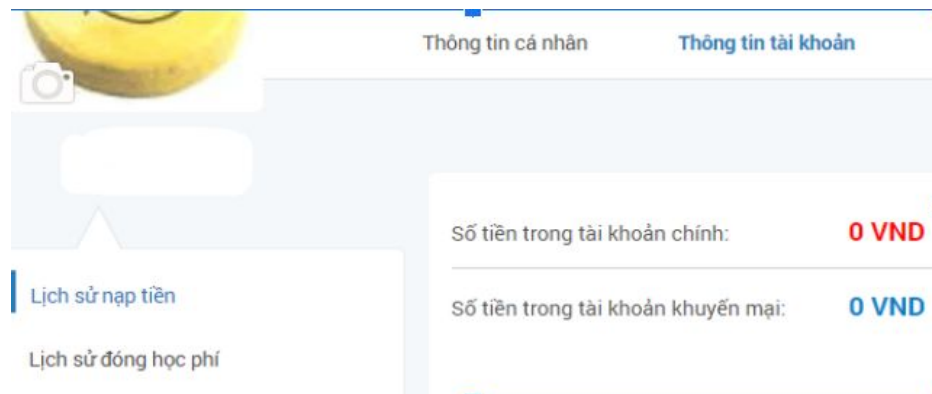 Thông tin cá nhân
Thông tin tài khoản
Số tiền trong tài khoản chính:
0 VND
Số tiền trong tài khoản khuyến mại:
0 VND
Lịch sử nạp tiền
Lịch sử đóng học phí